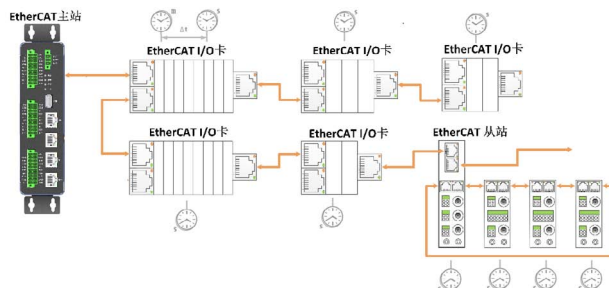 EtherCAT主站
m
s
s
s
Δt
EtherCAT I/O卡
EtherCAT I/O卡
EtherCAT I/O卡
EtherCAT I/O卡
EtherCAT I/O卡
EtherCAT 从站
s
s